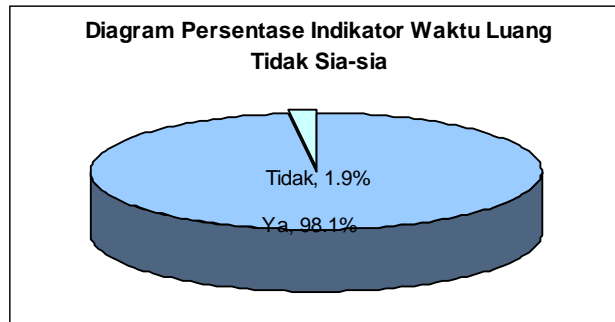 Diagram Persentase Indikator Waktu Luang
Tidak Sia-sia
Tidak, 1.9%
Ya, 98.1%